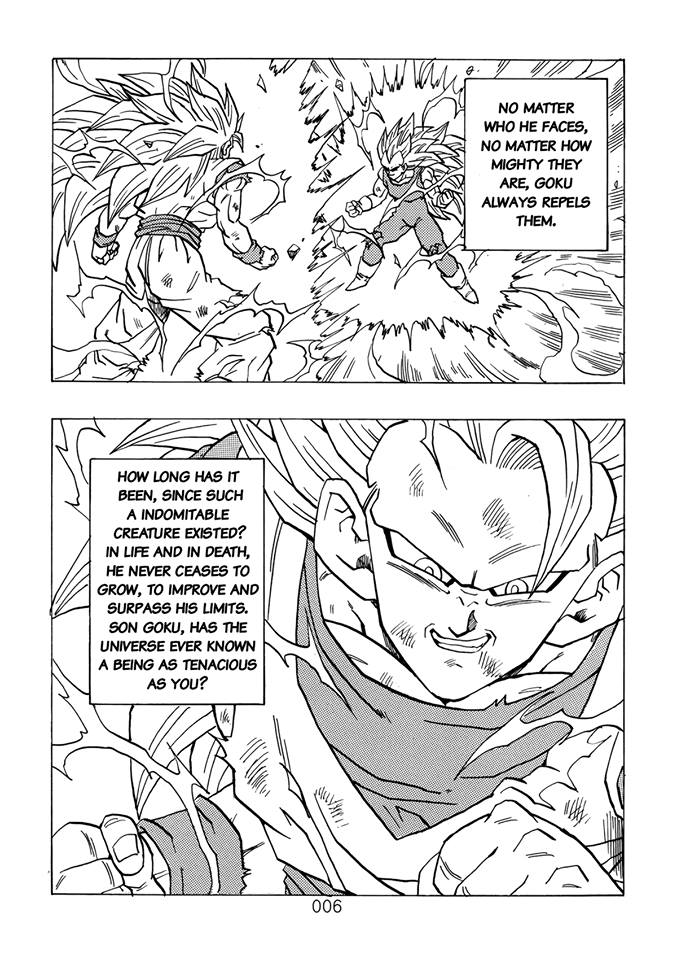 NO MATTER
WHO HE FACES,
NO MATTER HOW
MIGHTY THEY
ARE, GOKU
ALWAYS REPELS
THEM.
HOW LONG HAS IT
BEEN, SINCE SUCH
A INDOMITABLE
CREATURE EXISTED?
IN LIFE AND IN DEATH,
HE NEVER CEASES TO
GROW, TO IMPROVE AND
SURPASS HIS LIMITS.
SON GOKU, HAS THE
UNIVERSE EVER KNOWN
A BEING AS TENACIOUS
AS YOU?
006